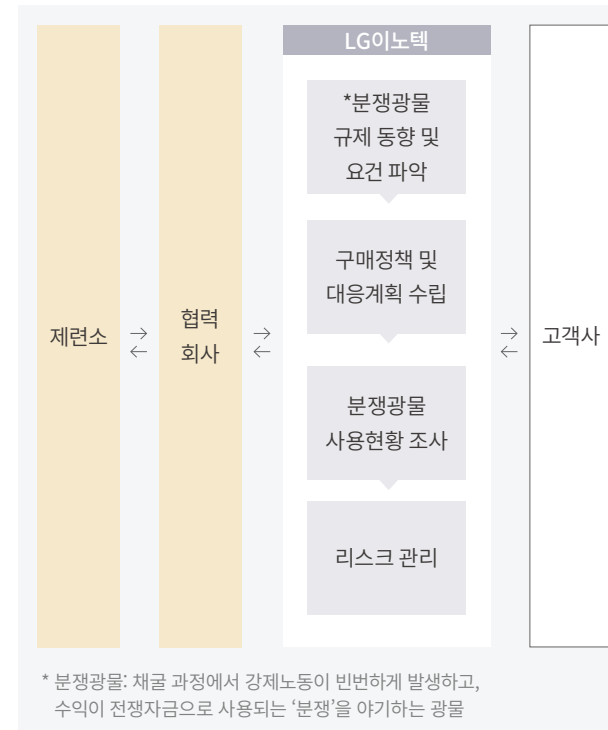 LG이노텍
*분쟁광물
규제 동향 및
요건 파악
구매정책 및
대응계획 수립
제련소
협력
회사
고객사
분쟁광물
사용현황 조사
리스크 관리
* 분쟁광물: 채굴 과정에서 강제노동이 빈번하게 발생하고,
수익이 전쟁자금으로 사용되는 ‘분쟁’을 야기하는 광물